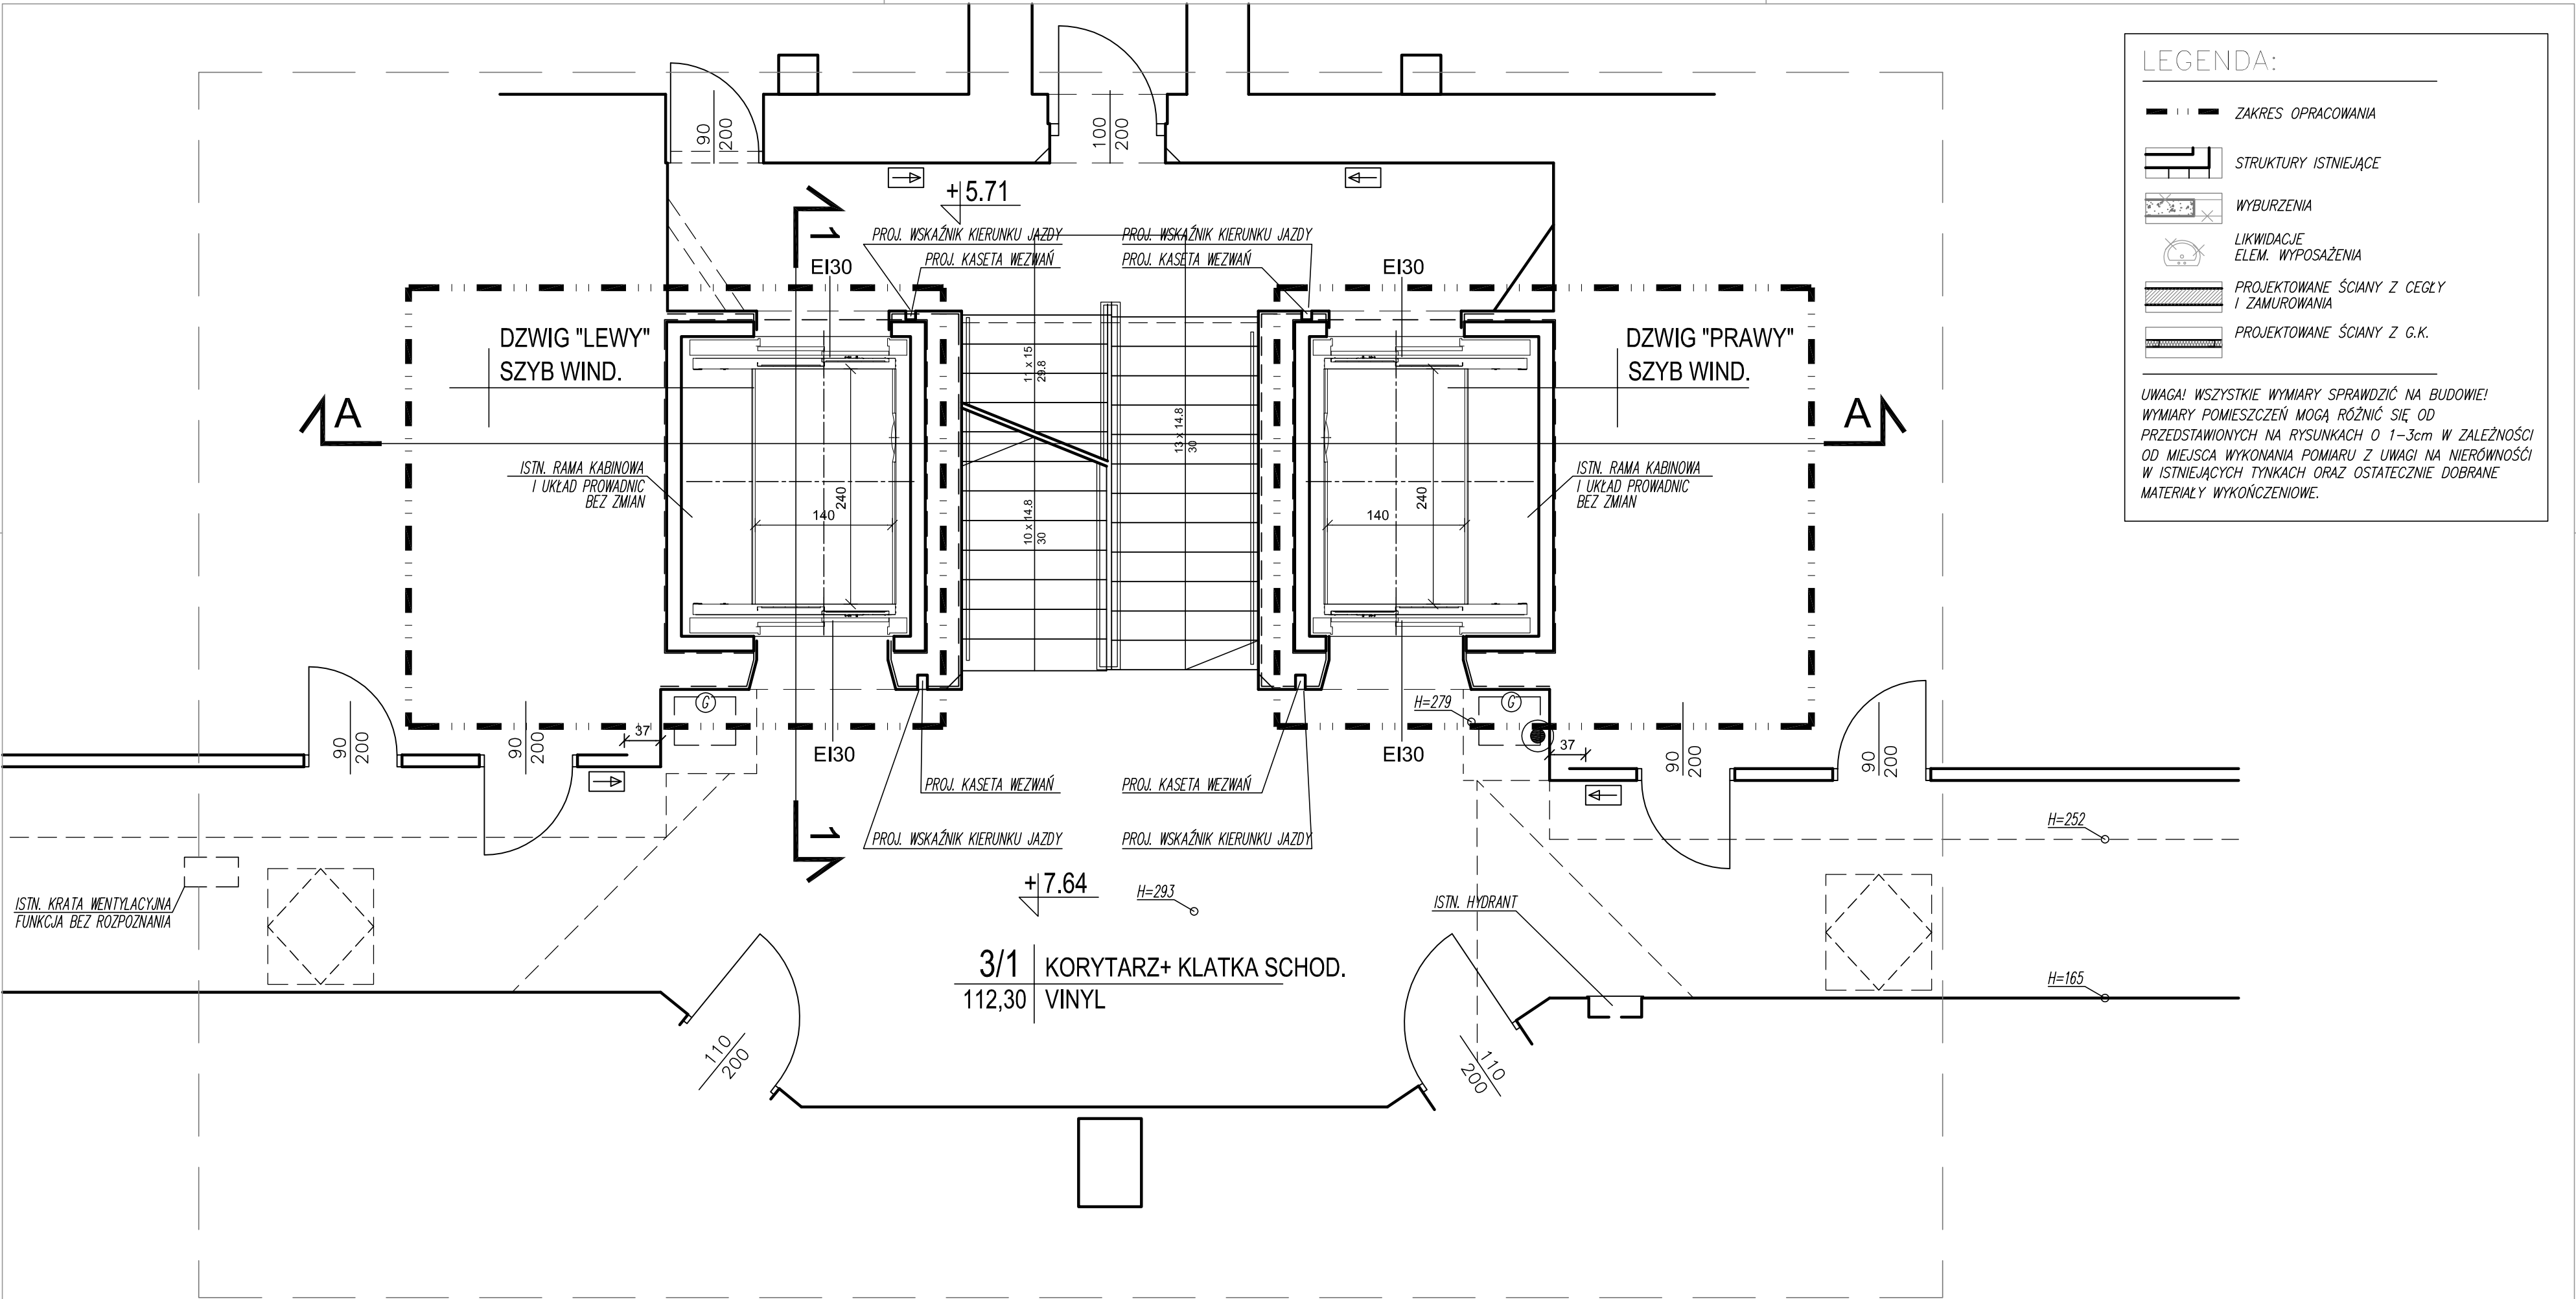 LEGENDA:
ZAKRES OPRACOWANIA
STRUKTURY ISTNIEJĄCE
WYBURZENIA
LIKWIDACJE
ELEM. WYPOSAŻENIA
PROJEKTOWANE ŚCIANY Z CEGŁY
I ZAMUROWANIA
PROJEKTOWANE ŚCIANY Z G.K.
UWAGA! WSZYSTKIE WYMIARY SPRAWDZIĆ NA BUDOWIE!
WYMIARY POMIESZCZEŃ MOGĄ RÓŻNIĆ SIĘ OD
PRZEDSTAWIONYCH NA RYSUNKACH O 1-3cm W ZALEŻNOŚCI
OD MIEJSCA WYKONANIA POMIARU Z UWAGI NA NIERÓWNOŚĆI
W ISTNIEJĄCYCH TYNKACH ORAZ OSTATECZNIE DOBRANE
MATERIAŁY WYKOŃCZENIOWE.
90
200
100
200
+5.71
1
PROJ. WSKAŹNIK KIERUNKU JAZDY
PROJ. WSKAŹNIK KIERUNKU JAZDY
PROJ. KASETA WEZWAŃ
PROJ. KASETA WEZWAŃ
EI30
EI30
DZWIG "LEWY"
SZYB WIND.
DZWIG "PRAWY"
SZYB WIND.
11 x 15
29.8
13 x 14.8
30
10 x 14.8
30
A
A
ISTN. RAMA KABINOWA
I UKŁAD PROWADNIC
BEZ ZMIAN
ISTN. RAMA KABINOWA
I UKŁAD PROWADNIC
BEZ ZMIAN
240
140
240
140
G
H=279
G
37
37
90
200
90
200
EI30
EI30
90
200
90
200
PROJ. KASETA WEZWAŃ
PROJ. KASETA WEZWAŃ
1
PROJ. WSKAŹNIK KIERUNKU JAZDY
PROJ. WSKAŹNIK KIERUNKU JAZDY
H=252
+7.64
H=293
ISTN. KRATA WENTYLACYJNA
FUNKCJA BEZ ROZPOZNANIA
ISTN. HYDRANT
3/1 KORYTARZ+ KLATKA SCHOD.
112,30 VINYL
H=165
110
200
110
200